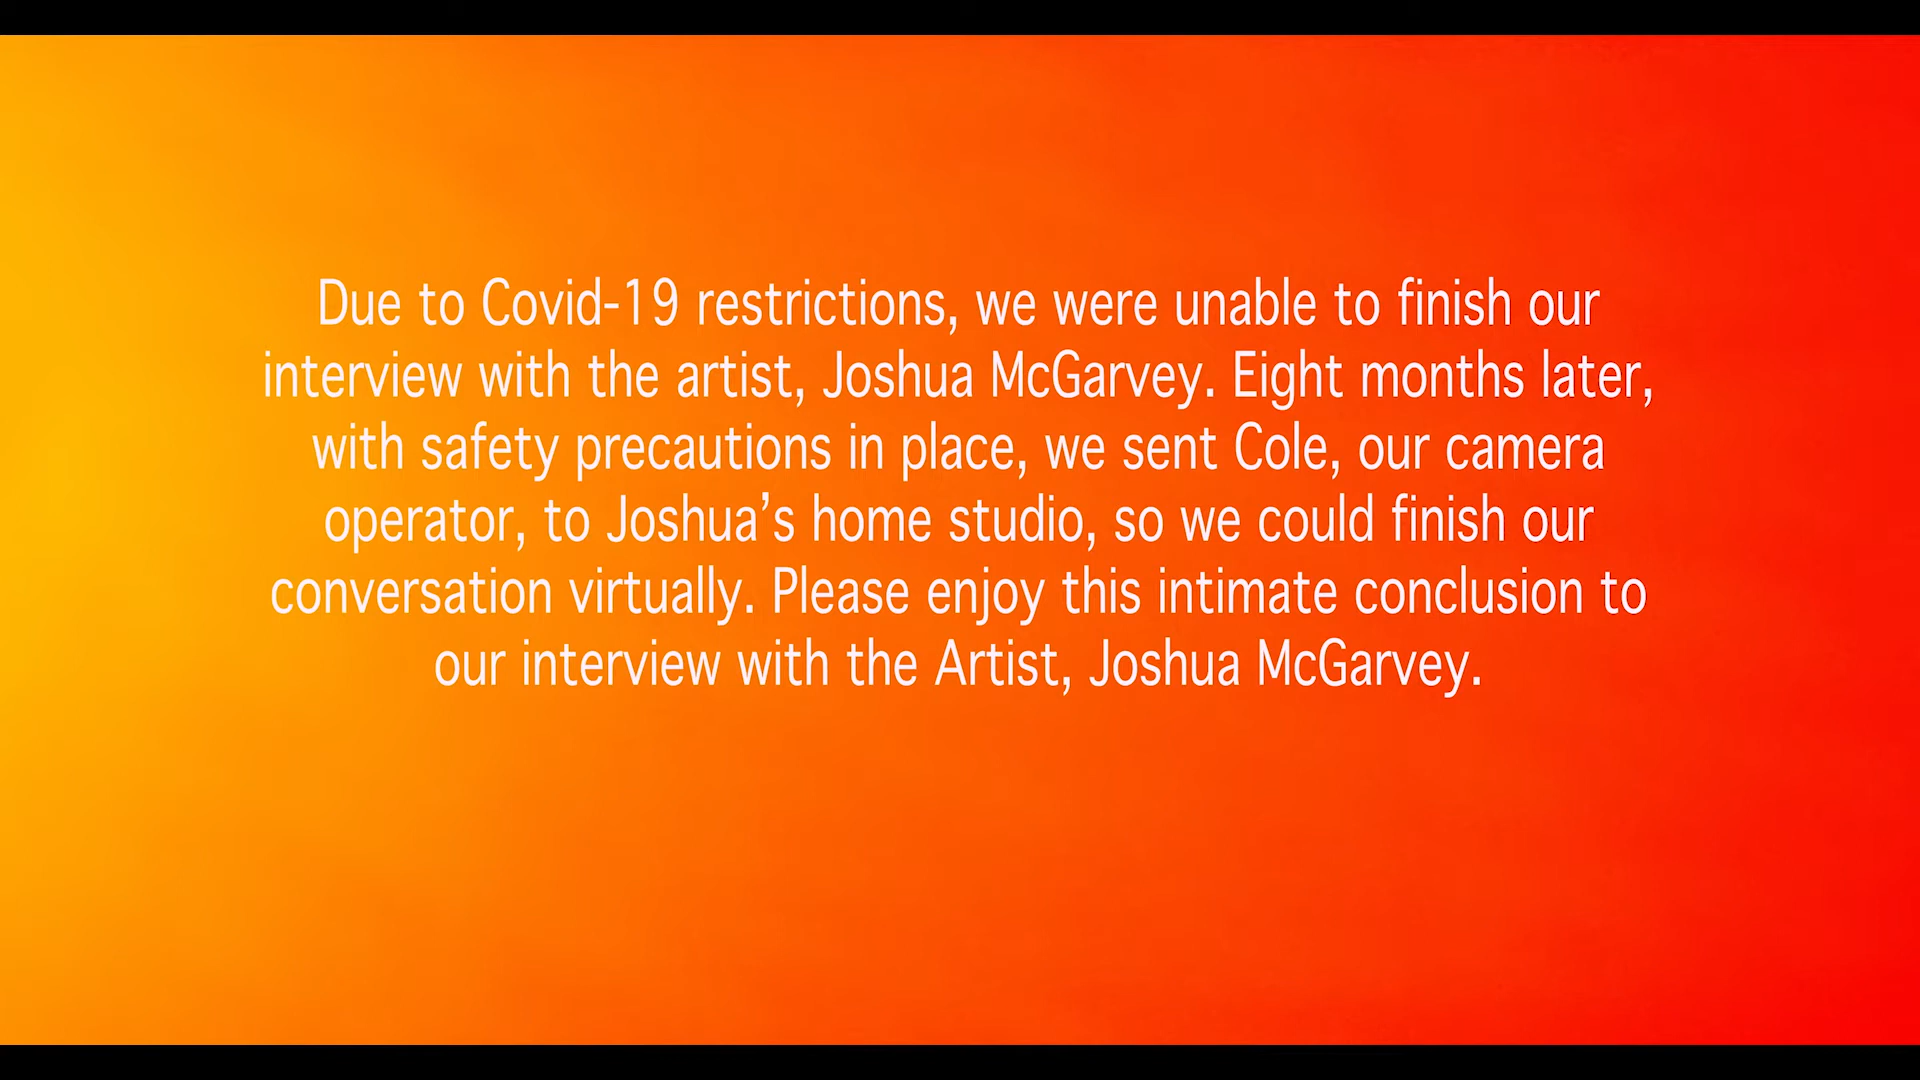 Due to Covid-19 restrictions, we were unable to finish our
interview with the artist, Joshua McGarvey. Eight months later,
with safety precautions in place, we sent Cole, our camera
operator, to Joshua’s home studio, so we could finish our
conversation virtually. Please enjoy this intimate conclusion to
our interview with the Artist, Joshua McGarvey.